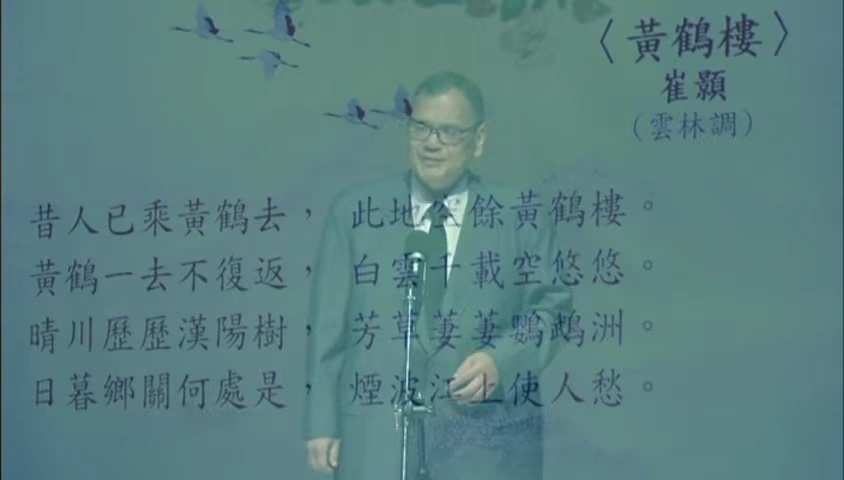 〈黃鶴樓〉
崔顥
(雲林調)
昔人已乘黃鶴去，此地空餘黃鶴樓。
黃鶴一去不復返，白雲千載空悠悠。
晴川歷歷漢陽樹，芳草萋萋鸚鵡洲。
日暮鄉關何處是，煙波江上使人愁。